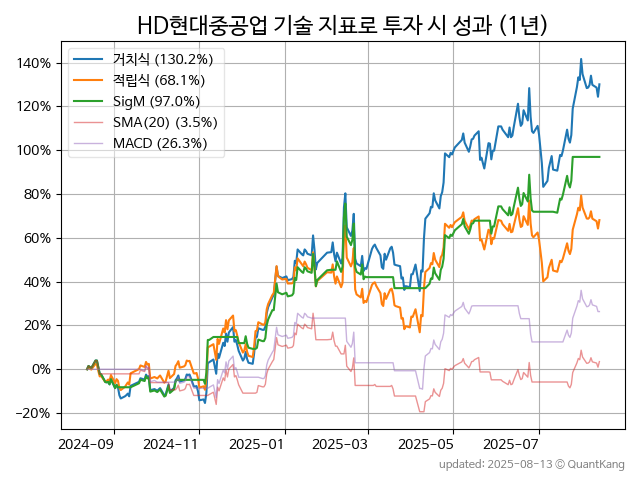 HD현대중공업 기술 지표로 투자 시 성과 (1년)
거치식 (130.2%)
적립식 (68.1%)
SigM (97.0%)
SMA(20) (3.5%)
MACD (26.3%)
140%
120%
100%
80%
60%
40%
20%
0%
−20%
2024-09 2024-11 2025-01 2025-03 2025-05 2025-07
updated: 2025-08-13 © QuantKang